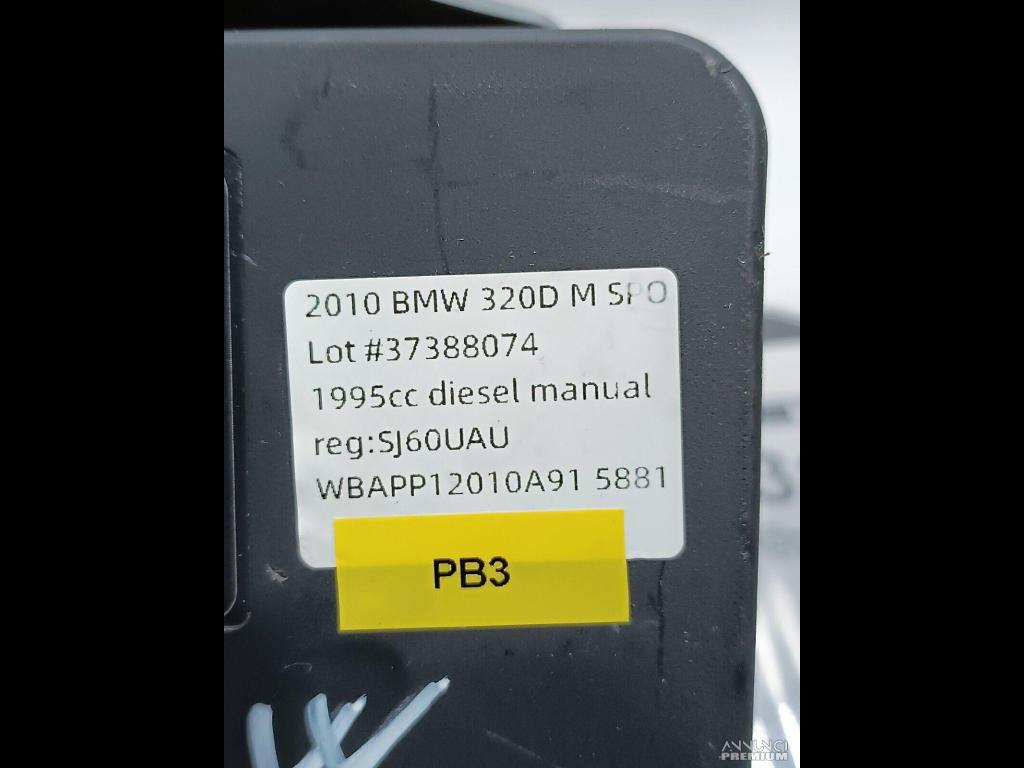 2010 BMW 320D M SPO
Lot #37388074
1995cc diesel manual
reg:SJ60UAU
WBAPP12010A91 5881
PB3
ANNUNCI
PREMIUM